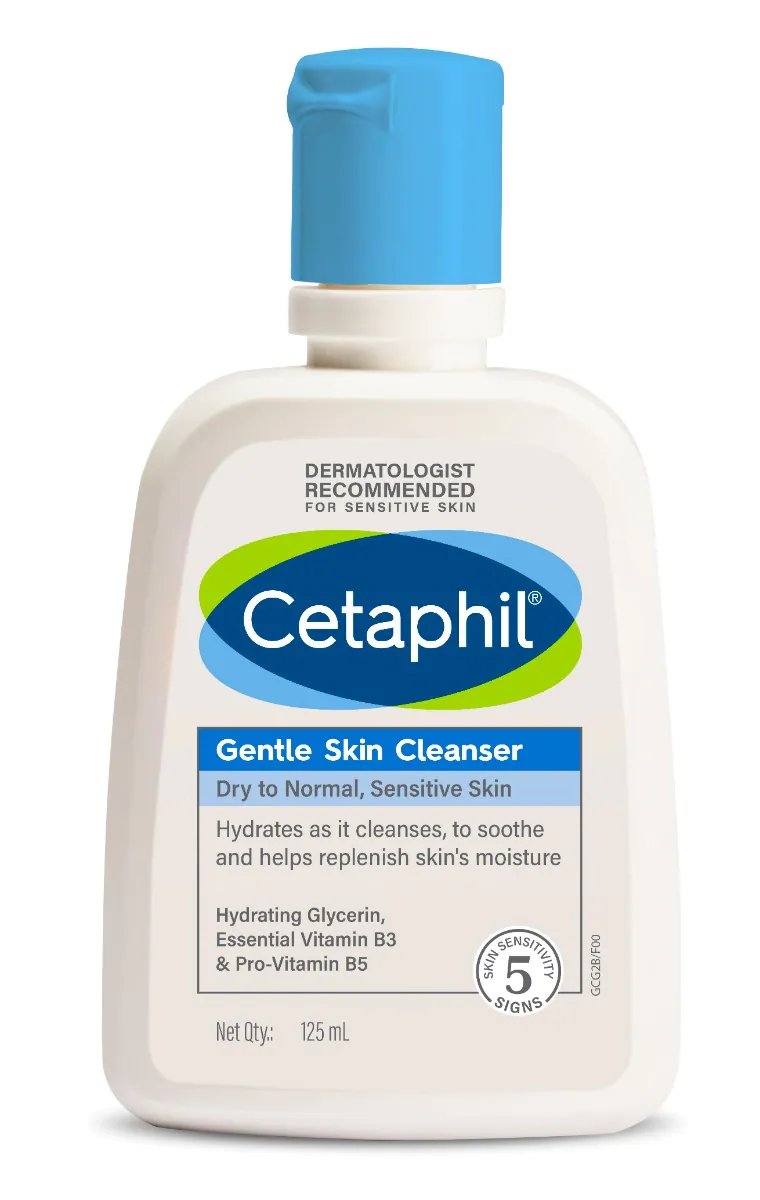 DERMATOLOGIST
RECOMMENDED
FOR SENSITIVE SKIN
Cetaphil®
Gentle Skin Cleanser
Dry to Normal, Sensitive Skin
Hydrates as it cleanses, to soothe
and helps replenish skin's moisture
Hydrating Glycerin,
Essential Vitamin B3
& Pro-Vitamin B5
SKIN SENSITIVITY
5
SIGNS
GCG2B/F00
Net Qty.: 125 mL